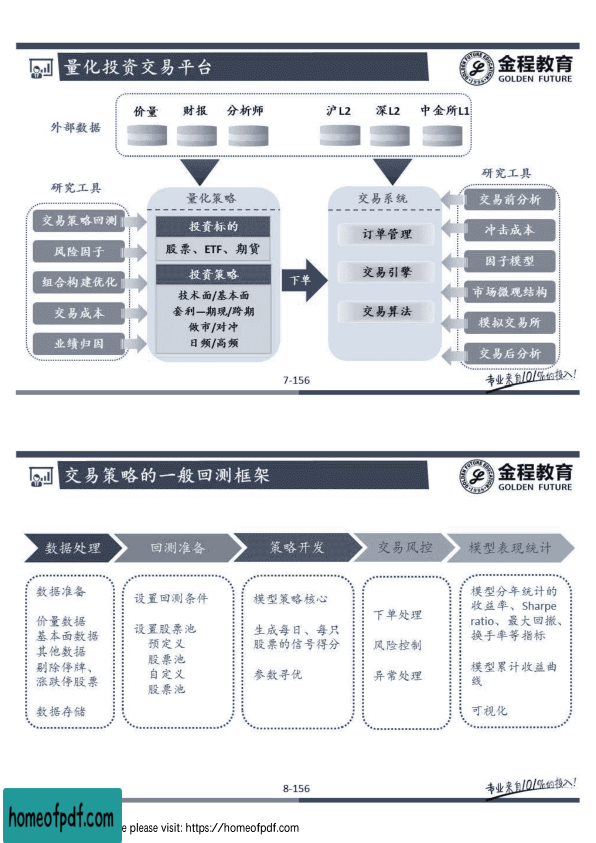 量化投资交易平台
金程教育
GOLDEN FUTURE
外部数据
价量
财报
分析师
沪L2
深L2
中金所L1
研究工具
交易策略回测
风险因子
组合构建优化
交易成本
业绩归因
量化策略
投资标的
股票、ETF、期货
投资策略
技术面/基本面
套利—期现/跨期
做市/对冲
日频/高频
下单
交易系统
订单管理
交易引擎
交易算法
研究工具
交易前分析
冲击成本
因子模型
市场微观结构
模拟交易所
交易后分析
7-156
专业来自101%的投入!
交易策略的一般回测框架
金程教育
GOLDEN FUTURE
数据处理
回测准备
策略开发
交易风控
模型表现统计
数据准备
价量数据
基本面数据
其他数据
剔除停牌、
涨跌停股票
数据存储
设置回测条件
设置股票池
预定义
股票池
自定义
股票池
模型策略核心
生成每日、每只
股票的信号得分
参数寻优
下单处理
风险控制
异常处理
模型分年统计的
收益率、Sharpe
ratio、最大回撤、
换手率等指标
模型累计收益曲
线
可视化
8-156
专业来自101%的投入!
homeofpdf.com
e please visit: https://homeofpdf.com